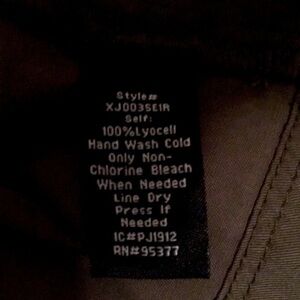 Style#
XJ003SE1R
Self:
100%Lyocell
Hand Wash Cold
Only Non-
Chlorine Bleach
When Needed
Line Dry
Press If
Needed
IC#PJ1912
RN#95377